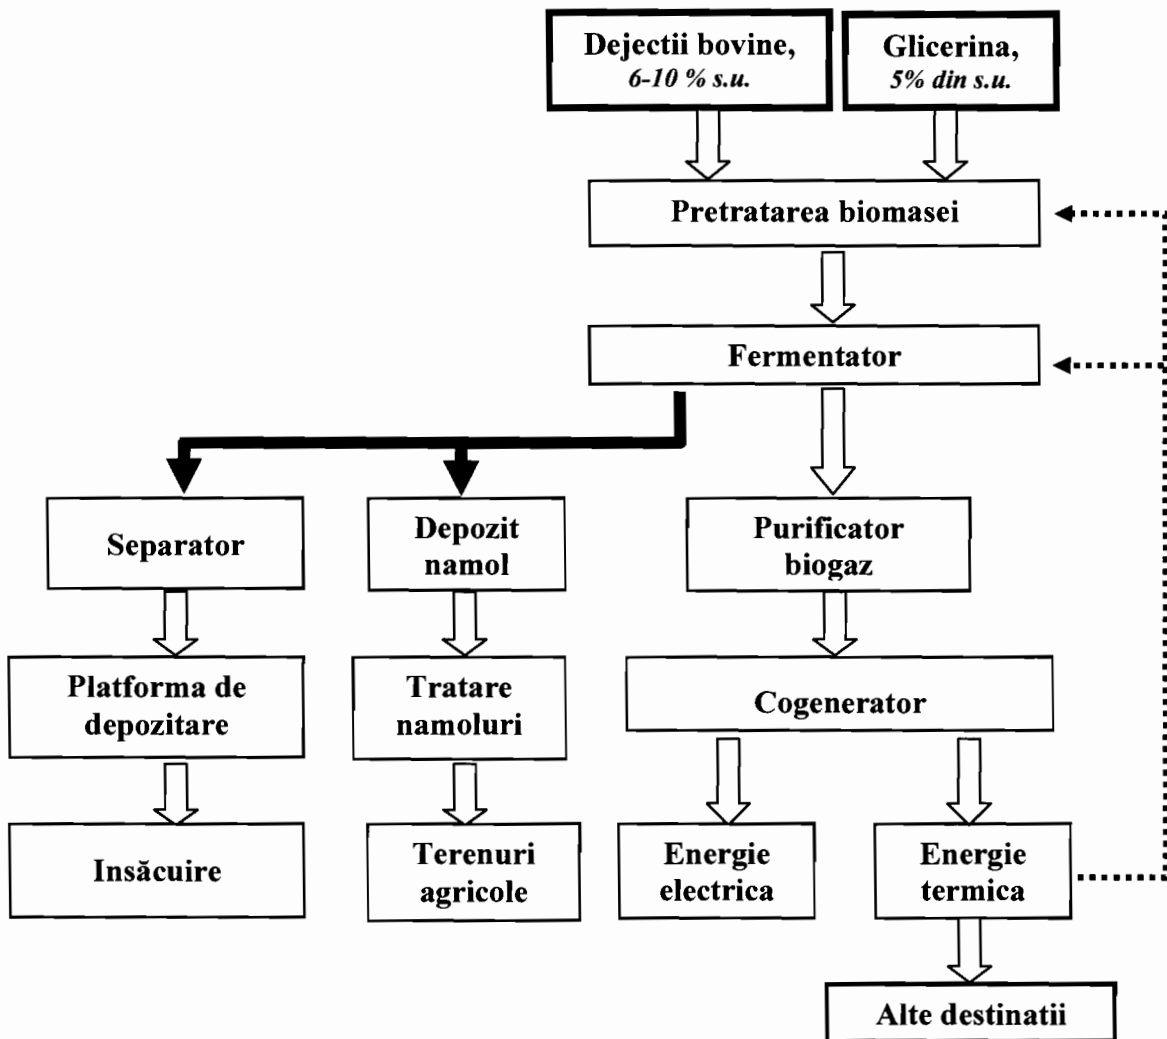 Dejectii bovine,
6-10 % s.u.
Glicerina,
5% din s.u.
Pretratarea biomasei
Fermentator
Separator
Depozit
namol
Purificator
biogaz
Platforma de
depozitare
Tratare
namoluri
Cogenerator
Insăcuire
Terenuri
agricole
Energie
electrica
Energie
termica
Alte destinatii